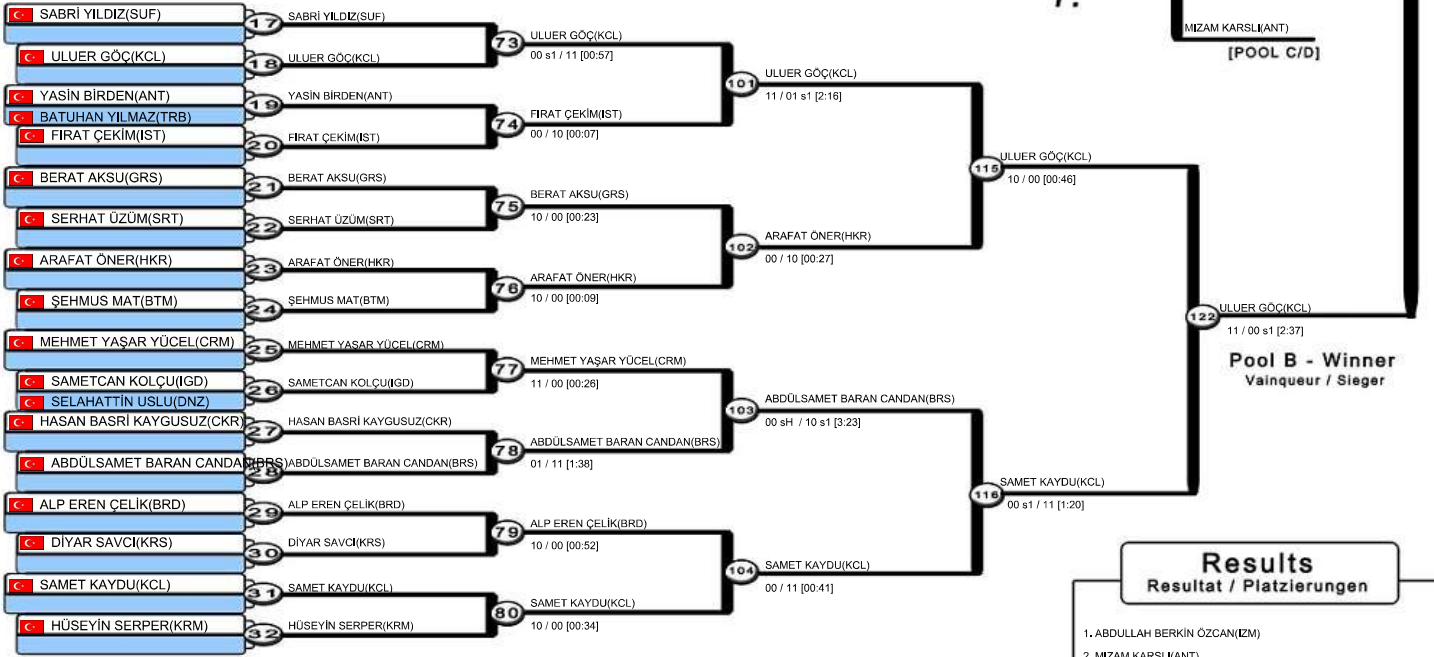 SABRİ YILDIZ(SUF)
ULUER GÖÇ(KCL)
YASİN BİRDEN(ANT)
BATUHAN YILMAZ(TRB)
FIRAT ÇEKİM(IST)
BERAT AKSU(GRS)
SERHAT ÜZÜM(SRT)
ARAFAT ÖNER(HKR)
ŞEHMUS MAT(BTM)
MEHMET YAŞAR YÜCEL(CRM)
SAMETCAN KOLÇU(IGD)
SELAHATTİN USLU(DNZ)
HASAN BASRİ KAYGUSUZ(CKR)
ABDÜLSAMET BARAN CANDAN(BRS)
ALP EREN ÇELİK(BRD)
DİYAR SAVCI(KRS)
SAMET KAYDU(KCL)
HÜSEYİN SERPER(KRM)
17 SABRİ YILDIZ(SUF)
18 ULUER GÖÇ(KCL)
19 YASİN BİRDEN(ANT)
20 FIRAT ÇEKİM(IST)
21 BERAT AKSU(GRS)
22 SERHAT ÜZÜM(SRT)
23 ARAFAT ÖNER(HKR)
24 ŞEHMUS MAT(BTM)
25 MEHMET YAŞAR YÜCEL(CRM)
26 SAMETCAN KOLÇU(IGD)
27 HASAN BASRİ KAYGUSUZ(CKR)
28 ABDÜLSAMET BARAN CANDAN(BRS)
29 ALP EREN ÇELİK(BRD)
30 DİYAR SAVCI(KRS)
31 SAMET KAYDU(KCL)
32 HÜSEYİN SERPER(KRM)
73 ULUER GÖÇ(KCL)
00 s1 / 11 [00:57]
74 FIRAT ÇEKİM(IST)
00 / 10 [00:07]
75 BERAT AKSU(GRS)
10 / 00 [00:23]
76 ARAFAT ÖNER(HKR)
10 / 00 [00:09]
77 MEHMET YAŞAR YÜCEL(CRM)
11 / 00 [00:26]
78 ABDÜLSAMET BARAN CANDAN(BRS)
01 / 11 [1:38]
79 ALP EREN ÇELİK(BRD)
10 / 00 [00:52]
80 SAMET KAYDU(KCL)
10 / 00 [00:34]
101 ULUER GÖÇ(KCL)
11 / 01 s1 [2:16]
102 ARAFAT ÖNER(HKR)
00 / 10 [00:27]
103 ABDÜLSAMET BARAN CANDAN(BRS)
00 sH / 10 s1 [3:23]
104 SAMET KAYDU(KCL)
00 / 11 [00:41]
115 ULUER GÖÇ(KCL)
10 / 00 [00:46]
116 SAMET KAYDU(KCL)
00 s1 / 11 [1:20]
122 ULUER GÖÇ(KCL)
11 / 00 s1 [2:37]
Pool B - Winner
Vainqueur / Sieger
MIZAM KARSLI(ANT)
[POOL C/D]
Results
Resultat / Platzierungen
1. ABDULLAH BERKİN ÖZCAN(IZM)
2. MIZAM KARSLI(ANT)